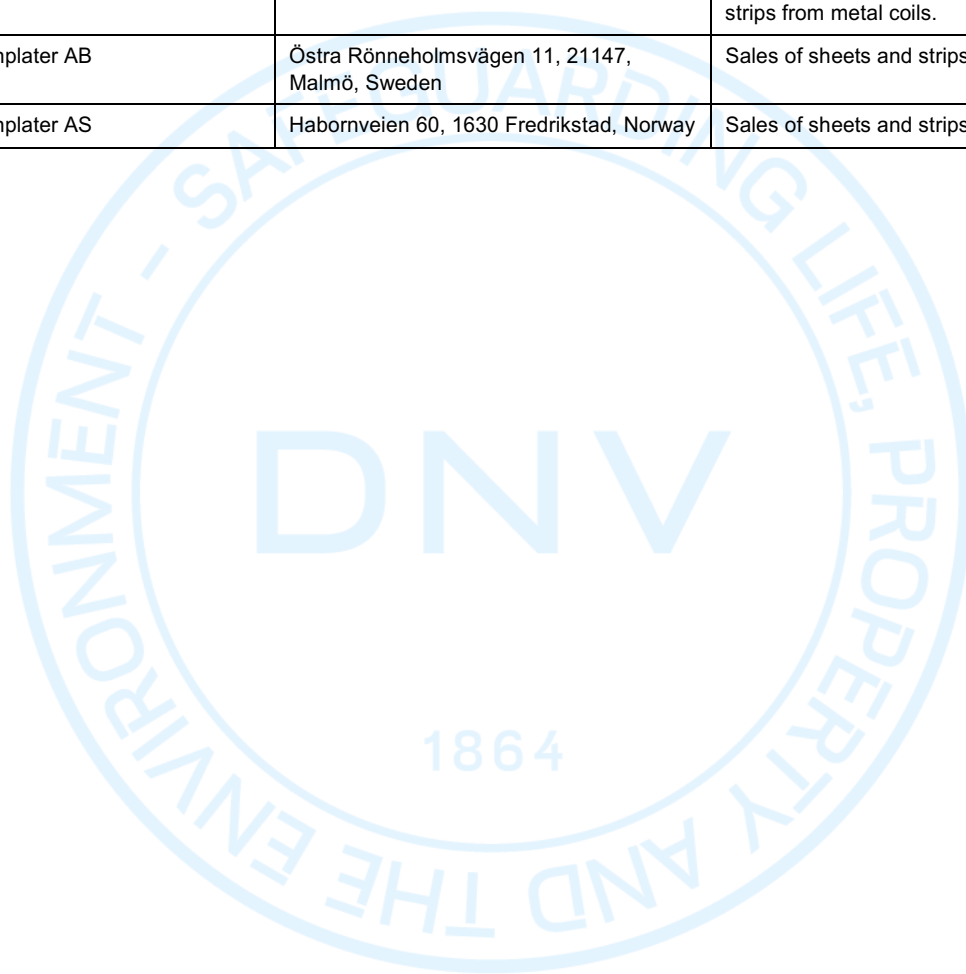 strips from metal coils.
nplater AB
Östra Rönneholmsvägen 11, 21147,
Malmö, Sweden
Sales of sheets and strips
nplater AS
Habornveien 60, 1630 Fredrikstad, Norway
Sales of sheets and strips
SAFEGUARDING LIFE, PROPERTY AND THE ENVIRONMENT -
DNV
1864